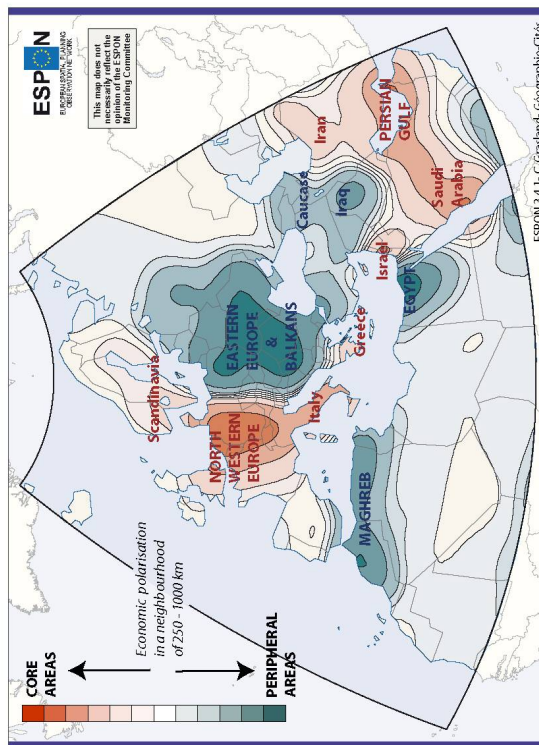 ESPON
EUROPEAN SPATIAL PLANNING
OBSERVATION NETWORK
This map does not
necessarily reflect the
opinion of the ESPON
Monitoring Committee
CORE
AREAS
Economic polarisation
in a neighbourhood
of 250 - 1000 km
PERIPHERAL
AREAS
Scandinavia
NORTH
WESTERN
EUROPE
EASTERN
EUROPE
&
BALKANS
Italy
Greece
Caucase
Iran
Iraq
Israel
EGYPT
MAGHREB
PERSIAN
GULF
Saudi
Arabia